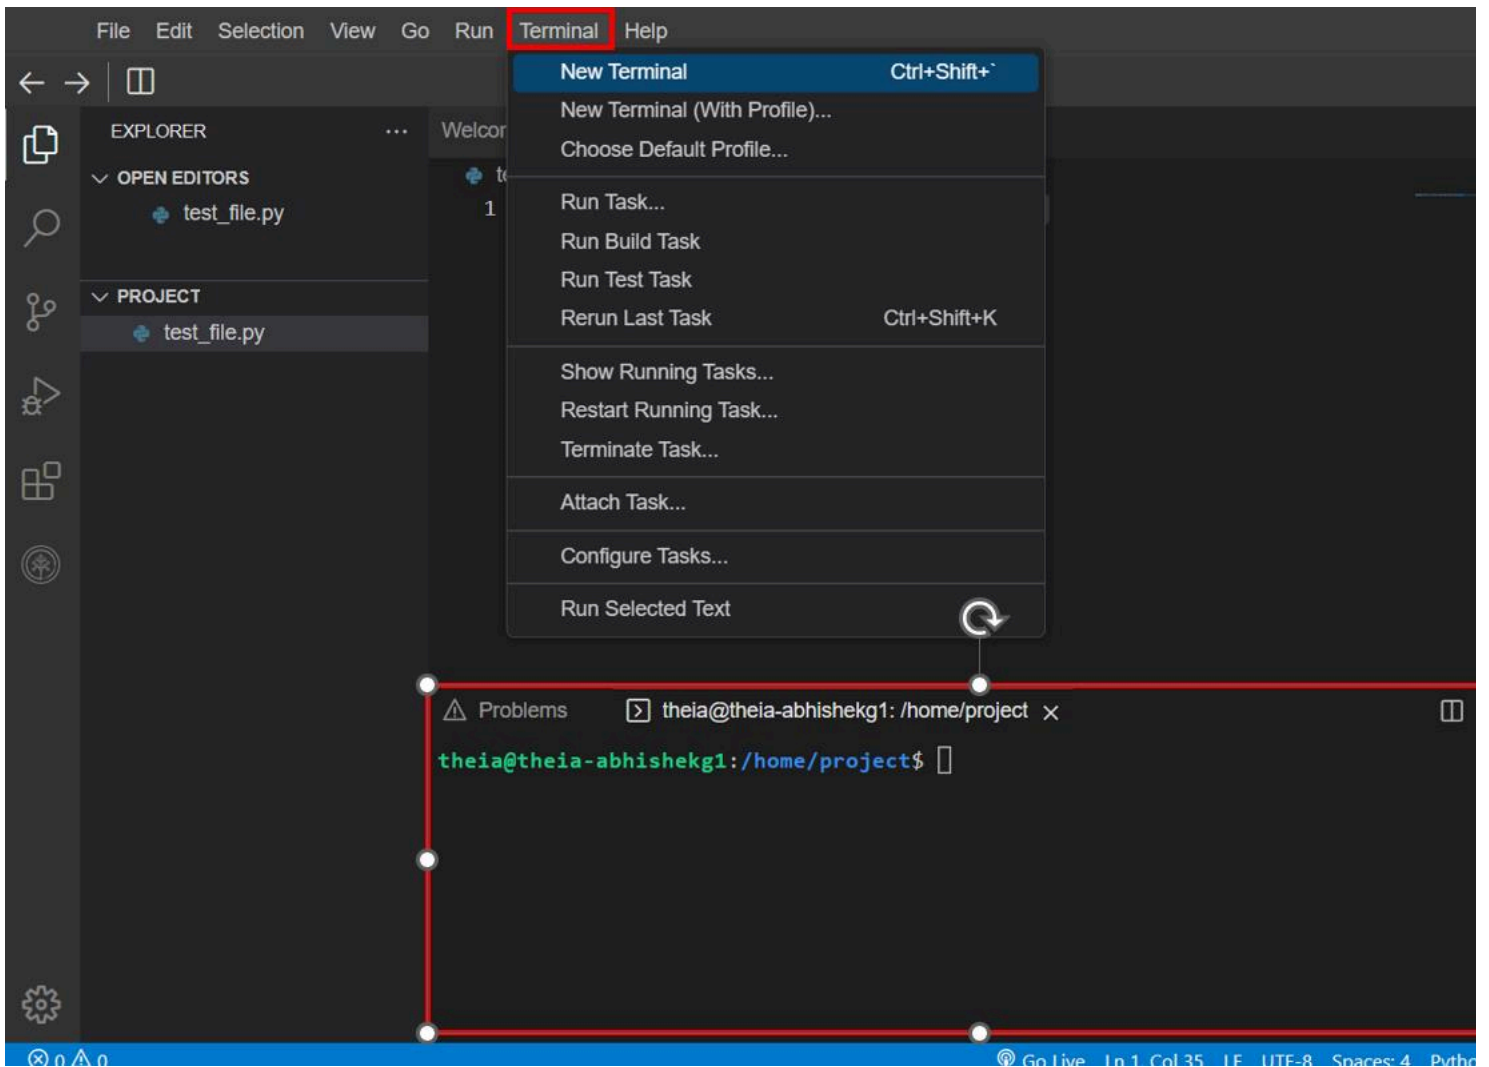 File Edit Selection View Go Run Terminal Help
New Terminal Ctrl+Shift+`
New Terminal (With Profile)...
Choose Default Profile...
Run Task...
Run Build Task
Run Test Task
Rerun Last Task Ctrl+Shift+K
Show Running Tasks...
Restart Running Task...
Terminate Task...
Attach Task...
Configure Tasks...
Run Selected Text
EXPLORER ...
OPEN EDITORS
test_file.py
PROJECT
test_file.py
Welcor
te
1
Problems theia@theia-abhishekg1: /home/project
theia@theia-abhishekg1:/home/project$
0 0 Go Live Ln 1, Col 35 LF UTF-8 Spaces: 4 Pytho